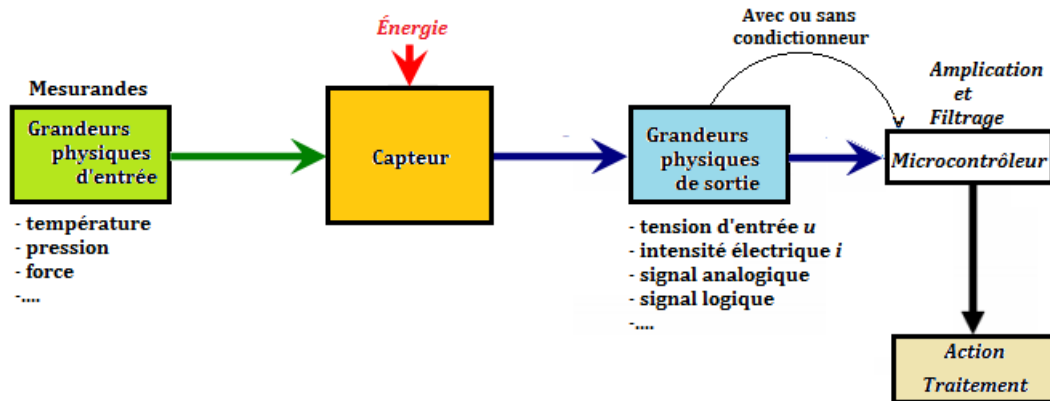 Énergie
Avec ou sans
condictionneur
Mesurandes
Grandeurs
physiques
d'entrée
- température
- pression
- force
-....
Capteur
Grandeurs
physiques
de sortie
- tension d'entrée u
- intensité électrique i
- signal analogique
- signal logique
-....
Amplication
et
Filtrage
Microcontrôleur
Action
Traitement